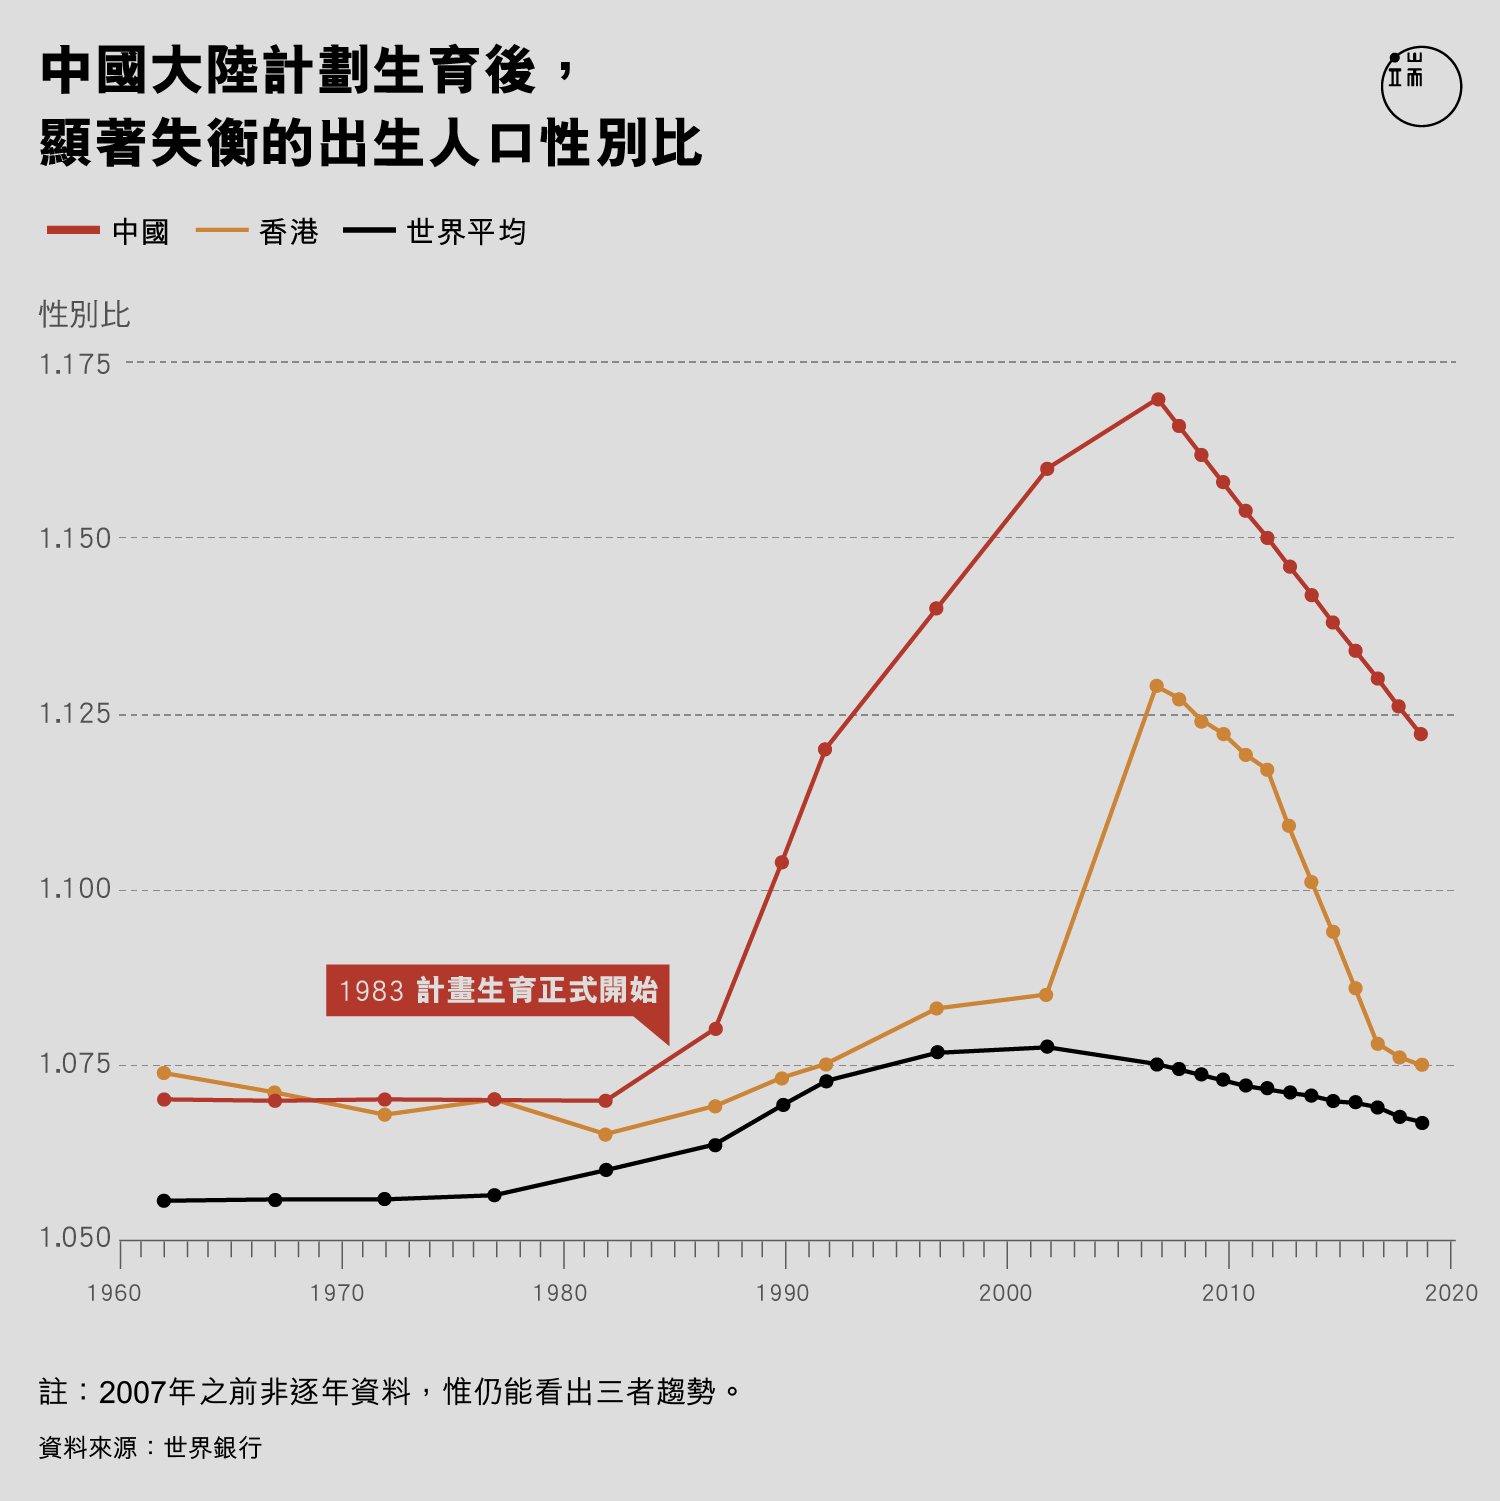 中國大陸計劃生育後，
顯著失衡的出生人口性別比
端
中國 香港 世界平均
性別比
1.175
1.150
1.125
1.100
1983 計畫生育正式開始
1.075
1.050
1960 1970 1980 1990 2000 2010 2020
註：2007年之前非逐年資料，惟仍能看出三者趨勢。
資料來源：世界銀行